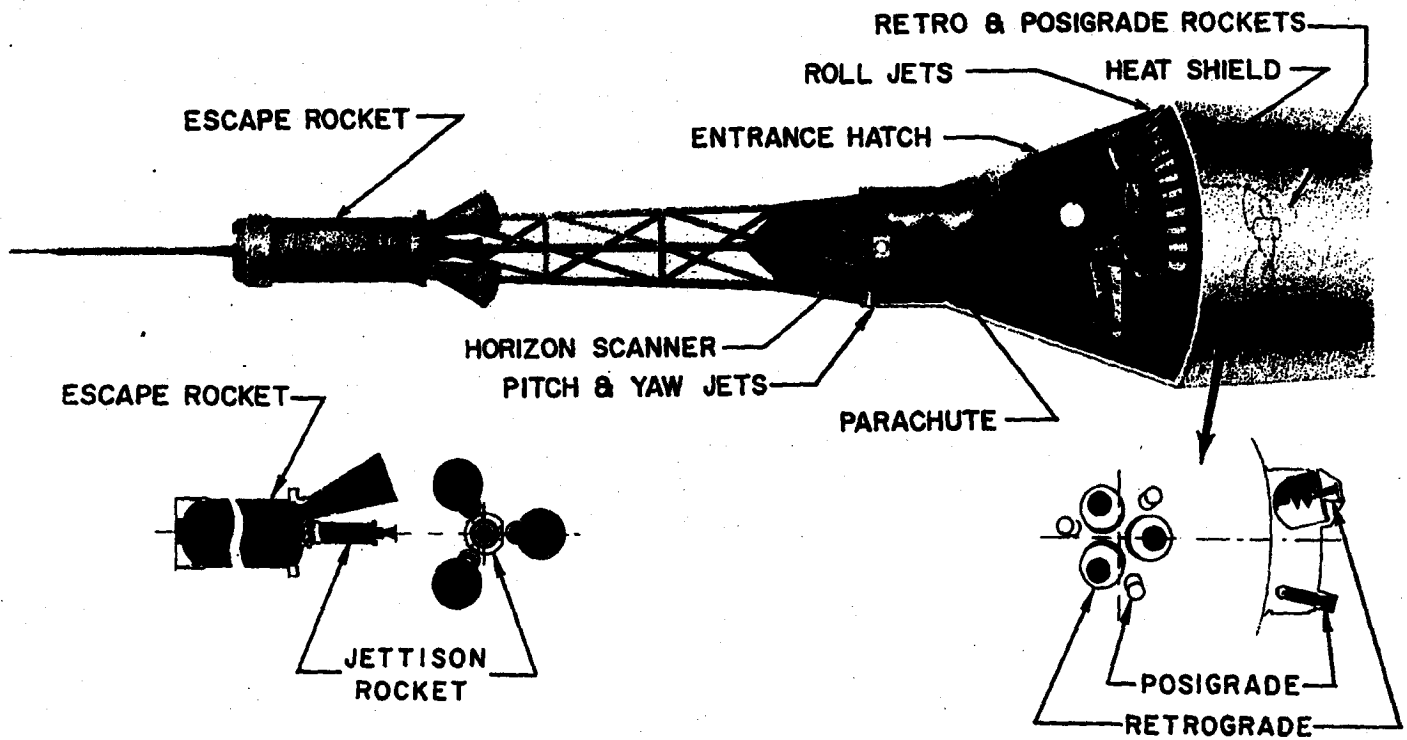 RETRO & POSIGRADE ROCKETS
ROLL JETS
HEAT SHIELD
ESCAPE ROCKET
ENTRANCE HATCH
HORIZON SCANNER
PITCH & YAW JETS
ESCAPE ROCKET
PARACHUTE
JETTISON
ROCKET
POSIGRADE
RETROGRADE